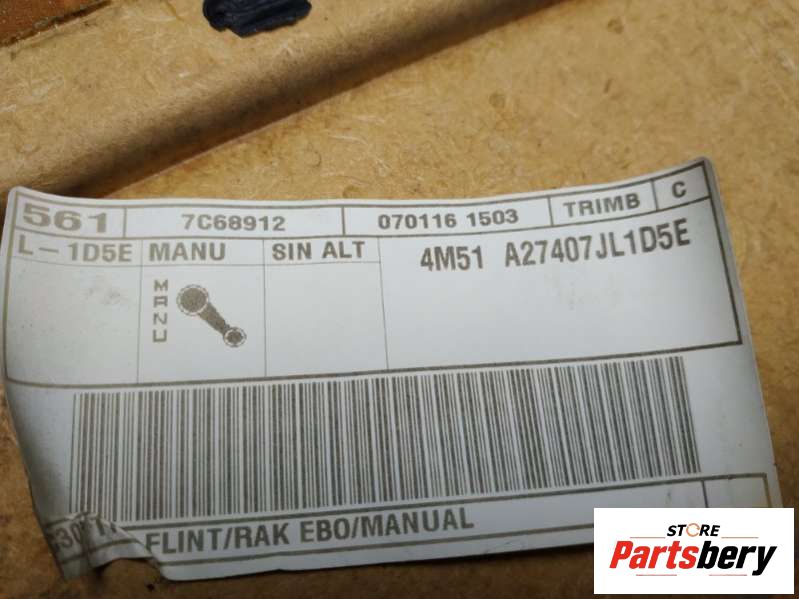 561 7C68912 070116 1503 TRIMB C
L-1D5E MANU SIN ALT 4M51 A27407JL1D5E
MANU
FLINT/RAK EBO/MANUAL
STORE
Partsbery